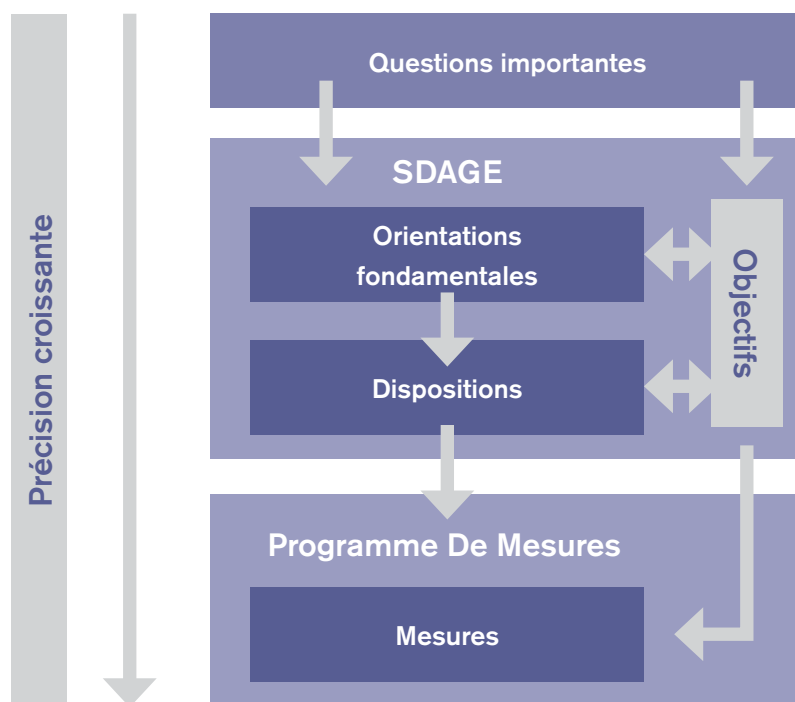 Précision croissante
Questions importantes
SDAGE
Orientations
fondamentales
Objectifs
Dispositions
Programme De Mesures
Mesures